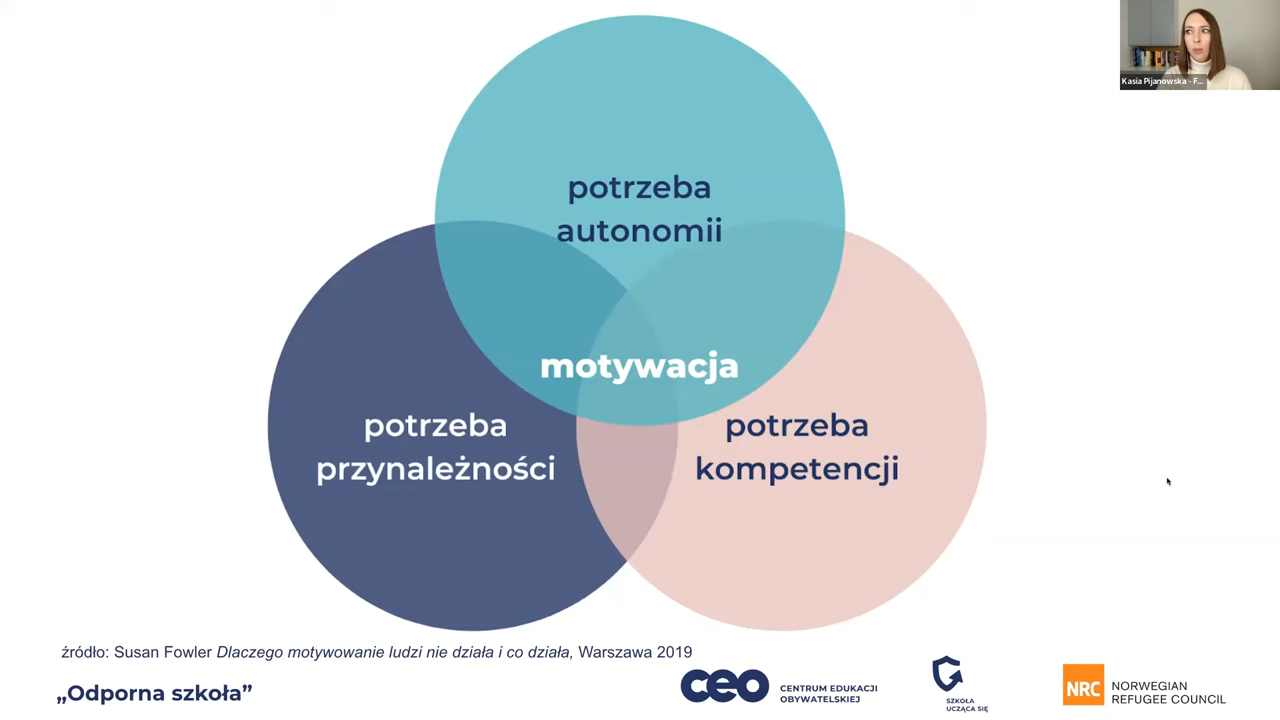 Kasia Pijanowska - F...
potrzeba
autonomii
motywacja
potrzeba
przynależności
potrzeba
kompetencji
źródło: Susan Fowler Dlaczego motywowanie ludzi nie działa i co działa, Warszawa 2019
„Odporna szkoła”
ceo
CENTRUM EDUKACJI
OBYWATELSKIEJ
SZKOŁA
UCZĄCA SIĘ
NRC
NORWEGIAN
REFUGEE COUNCIL